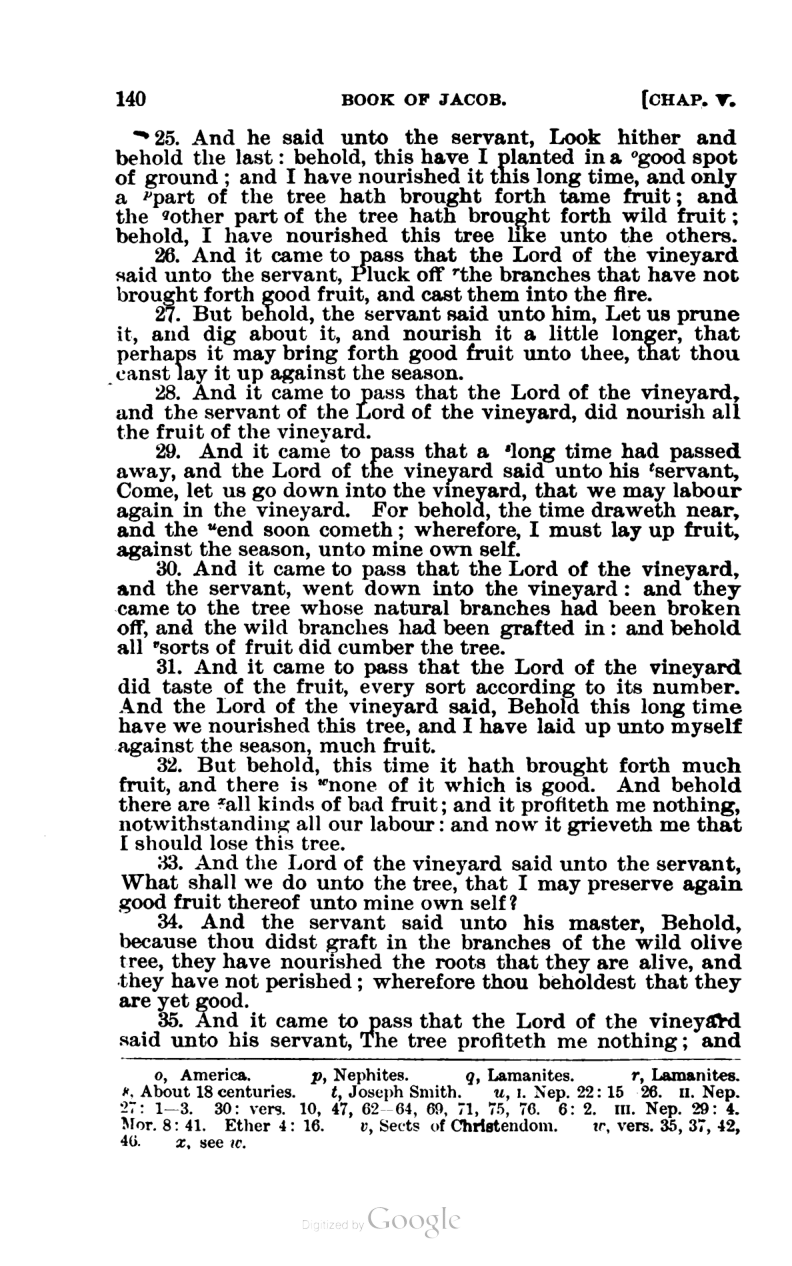 140 BOOK OF JACOB. [CHAP. V.
25. And he said unto the servant, Look hither and
behold the last : behold, this have I planted in a ºgood spot
of ground ; and I have nourished it this long time, and only
a ᵖpart of the tree hath brought forth tame fruit ; and
the qother part of the tree hath brought forth wild fruit ;
behold, I have nourished this tree like unto the others.
26. And it came to pass that the Lord of the vineyard
said unto the servant, Pluck off ʳthe branches that have not
brought forth good fruit, and cast them into the fire.
27. But behold, the servant said unto him, Let us prune
it, and dig about it, and nourish it a little longer, that
perhaps it may bring forth good fruit unto thee, that thou
canst lay it up against the season.
28. And it came to pass that the Lord of the vineyard,
and the servant of the Lord of the vineyard, did nourish all
the fruit of the vineyard.
29. And it came to pass that a ˢlong time had passed
away, and the Lord of the vineyard said unto his ᵗservant,
Come, let us go down into the vineyard, that we may labour
again in the vineyard. For behold, the time draweth near,
and the ᵘend soon cometh ; wherefore, I must lay up fruit,
against the season, unto mine own self.
30. And it came to pass that the Lord of the vineyard,
and the servant, went down into the vineyard : and they
came to the tree whose natural branches had been broken
off, and the wild branches had been grafted in : and behold
all ᵛsorts of fruit did cumber the tree.
31. And it came to pass that the Lord of the vineyard
did taste of the fruit, every sort according to its number.
And the Lord of the vineyard said, Behold this long time
have we nourished this tree, and I have laid up unto myself
against the season, much fruit.
32. But behold, this time it hath brought forth much
fruit, and there is ʷnone of it which is good. And behold
there are ˣall kinds of bad fruit ; and it profiteth me nothing,
notwithstanding all our labour : and now it grieveth me that
I should lose this tree.
33. And the Lord of the vineyard said unto the servant,
What shall we do unto the tree, that I may preserve again
good fruit thereof unto mine own self?
34. And the servant said unto his master, Behold,
because thou didst graft in the branches of the wild olive
tree, they have nourished the roots that they are alive, and
they have not perished ; wherefore thou beholdest that they
are yet good.
35. And it came to pass that the Lord of the vineyard
said unto his servant, The tree profiteth me nothing ; and
o, America. p, Nephites. q, Lamanites. r, Lamanites.
s, About 18 centuries. t, Joseph Smith. u, I. Nep. 22 : 15 26. II. Nep.
27 : 1—3. 30 : vers. 10, 47, 62—64, 69, 71, 75, 76. 6 : 2. III. Nep. 29 : 4.
Mor. 8 : 41. Ether 4 : 16. v, Sects of Christendom. w, vers. 35, 37, 42,
46. x, see w.
Digitized by Google